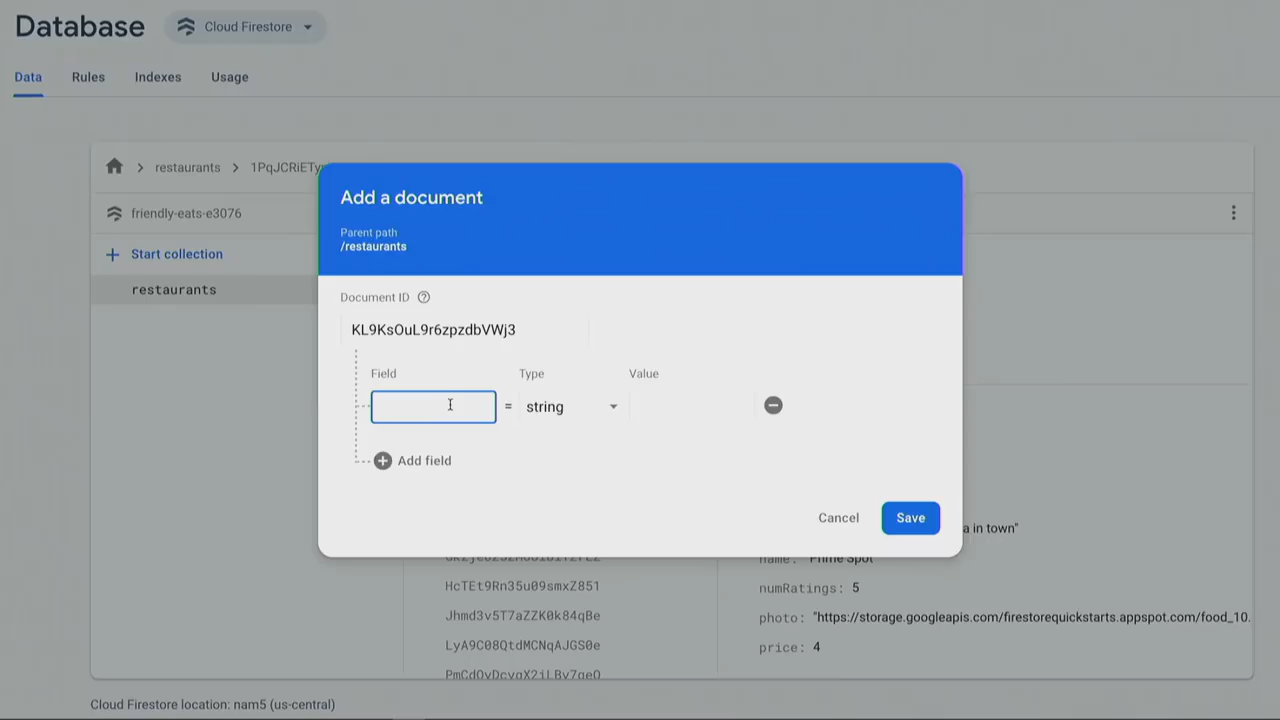 Database
Cloud Firestore
Data Rules Indexes Usage
restaurants
1PqJCRiETy
friendly-eats-e3076
Start collection
restaurants
Add a document
Parent path
/restaurants
Document ID
KL9KsOuL9r6zpzdbVWj3
Field Type Value
= string
Add field
Cancel Save
a in town"
name: "Prime Spot"
HcTEt9Rn35u09smxZ851
numRatings: 5
Jhmd3v5T7aZZK0k84qBe
photo: "https://storage.googleapis.com/firestorequickstarts.appspot.com/food_10.
LyA9C08QtdMCNqAJGS0e
price: 4
Cloud Firestore location: nam5 (us-central)